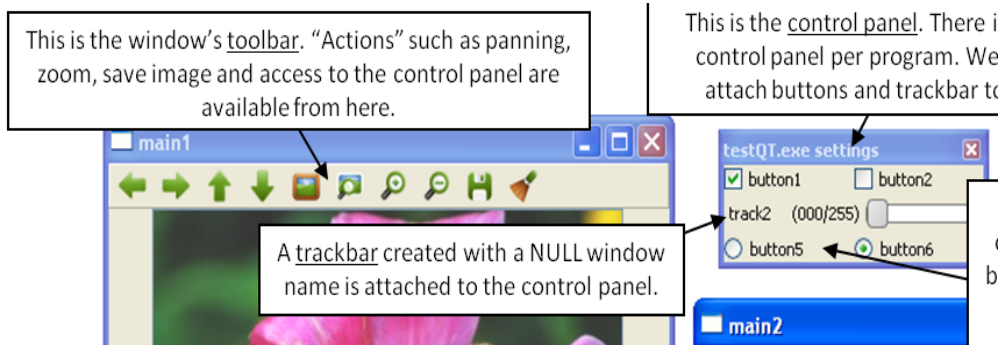 This is the window's toolbar. "Actions" such as panning,
zoom, save image and access to the control panel are
available from here.
This is the control panel. There i
control panel per program. We
attach buttons and trackbar to
main1
testQT.exe settings
button1 button2
track2 (000/255)
button5 button6
A trackbar created with a NULL window
name is attached to the control panel.
main2